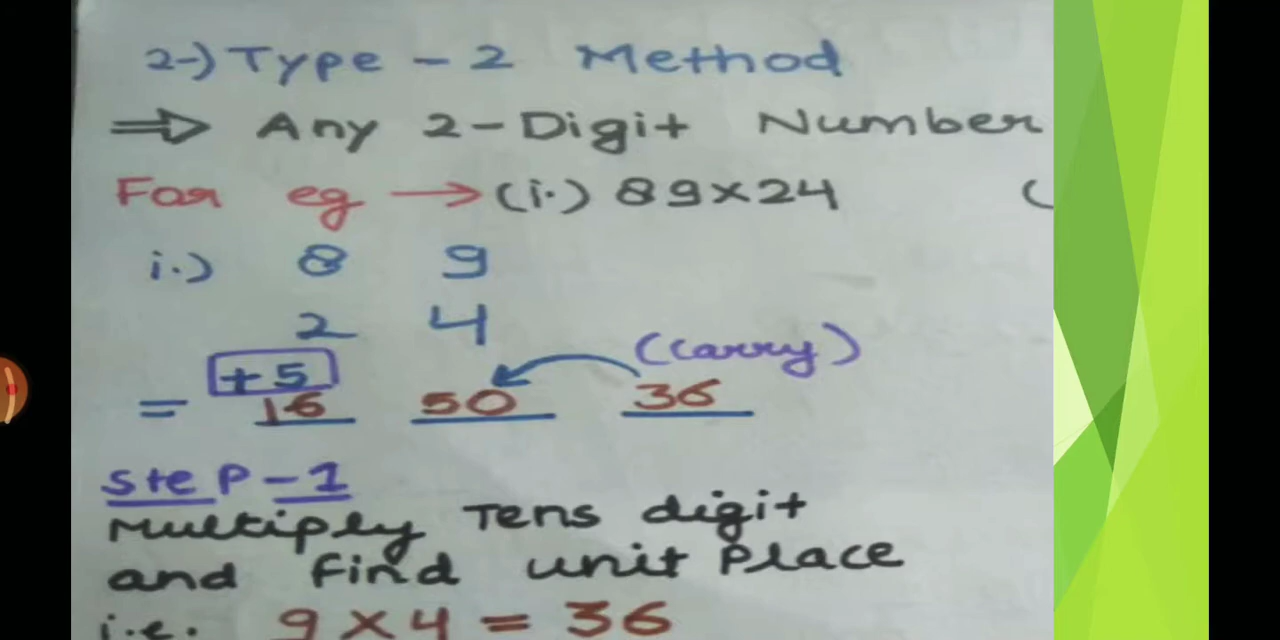 2-) Type - 2 Method
⇒ Any 2-Digit Number
For eg → (i.) 89×24 (
i.) 8 9
2 4
(carry)
+5
= 16 50 36
Step-1
Multiply Tens digit
and find unit Place
i.e. 9 × 4 = 36